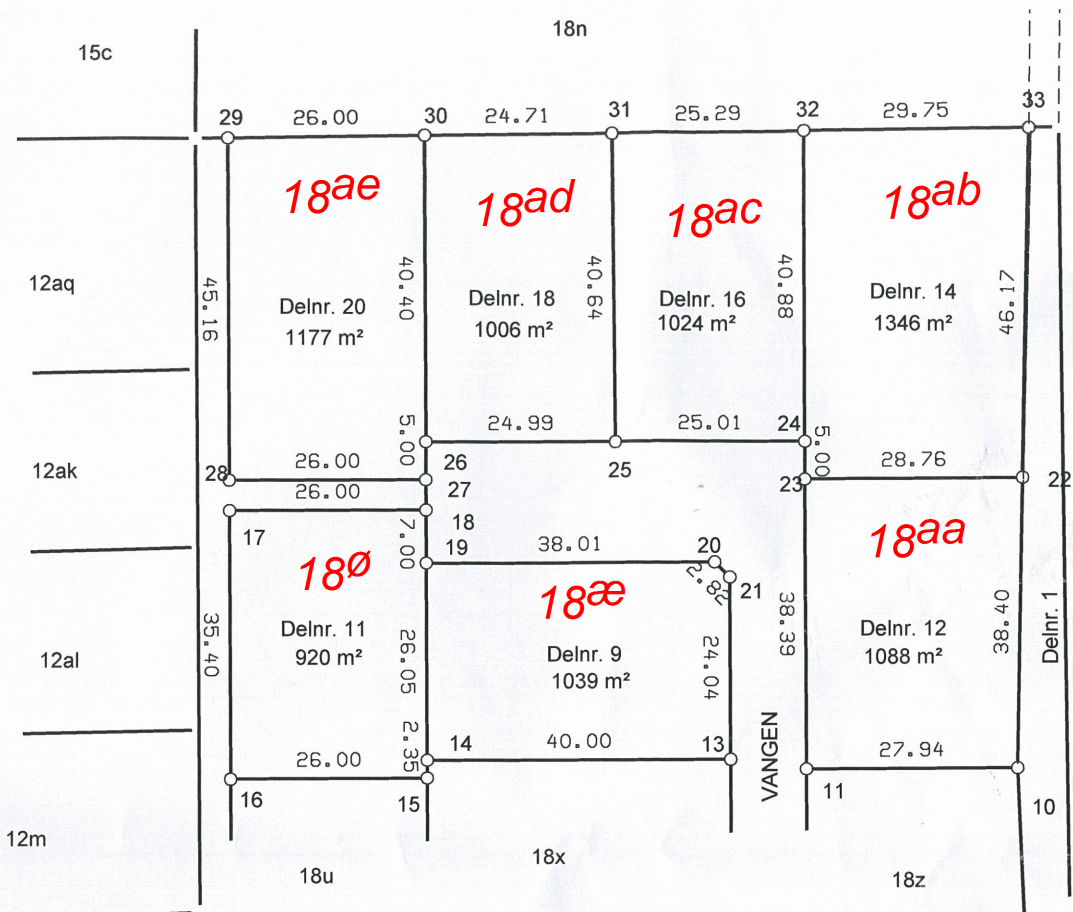 18n
15c
29
26.00
30
24.71
31
25.29
32
29.75
33
18ae
18ad
18ac
18ab
12aq
45.16
Delnr. 20
1177 m²
40.40
Delnr. 18
1006 m²
40.64
Delnr. 16
1024 m²
40.88
Delnr. 14
1346 m²
46.17
12ak
28
26.00
26.00
5.00
24.99
26
27
25
25.01
24
5.00
23
28.76
22
17
18
7.00
19
38.01
20
2.82
21
18ø
18æ
18aa
12al
35.40
Delnr. 11
920 m²
26.05
Delnr. 9
1039 m²
24.04
38.39
Delnr. 12
1088 m²
38.40
Delnr. 1
26.00
2.35
14
40.00
13
VANGEN
27.94
16
15
11
10
12m
18u
18x
18z